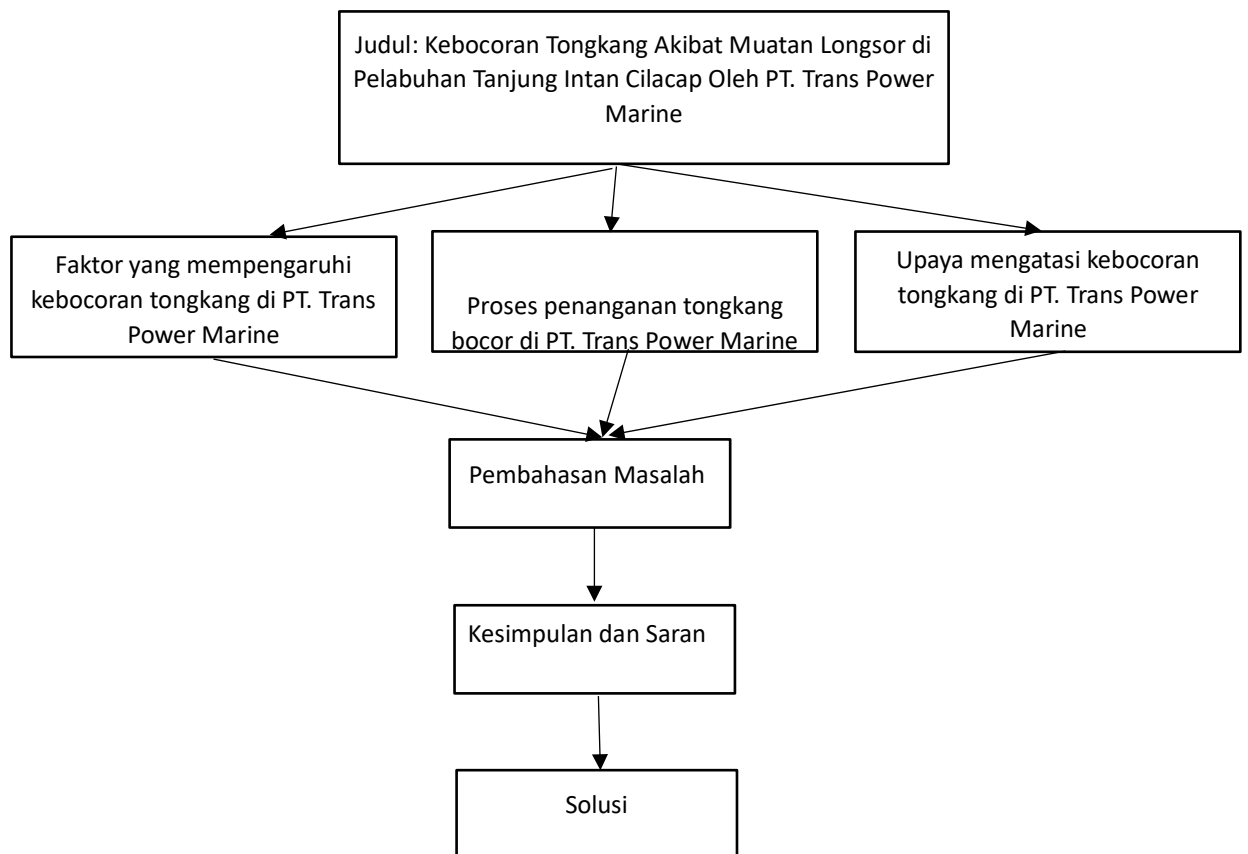 Judul: Kebocoran Tongkang Akibat Muatan Longsor di
Pelabuhan Tanjung Intan Cilacap Oleh PT. Trans Power
Marine
Faktor yang mempengaruhi
kebocoran tongkang di PT. Trans
Power Marine
Proses penanganan tongkang
bocor di PT. Trans Power Marine
Upaya mengatasi kebocoran
tongkang di PT. Trans Power
Marine
Pembahasan Masalah
Kesimpulan dan Saran
Solusi